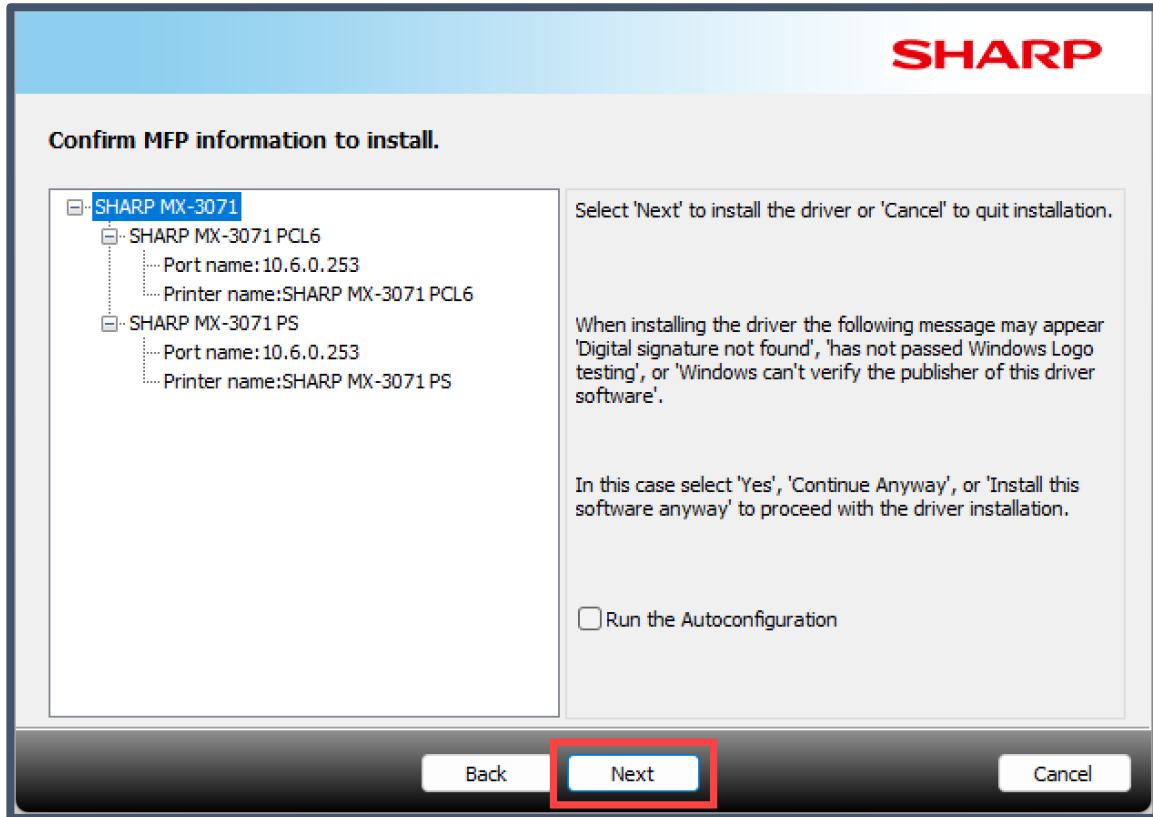 SHARP
Confirm MFP information to install.
SHARP MX-3071
SHARP MX-3071 PCL6
Port name:10.6.0.253
Printer name:SHARP MX-3071 PCL6
SHARP MX-3071 PS
Port name:10.6.0.253
Printer name:SHARP MX-3071 PS
Select 'Next' to install the driver or 'Cancel' to quit installation.
When installing the driver the following message may appear
'Digital signature not found', 'has not passed Windows Logo
testing', or 'Windows can't verify the publisher of this driver
software'.
In this case select 'Yes', 'Continue Anyway', or 'Install this
software anyway' to proceed with the driver installation.
Run the Autoconfiguration
Back
Next
Cancel